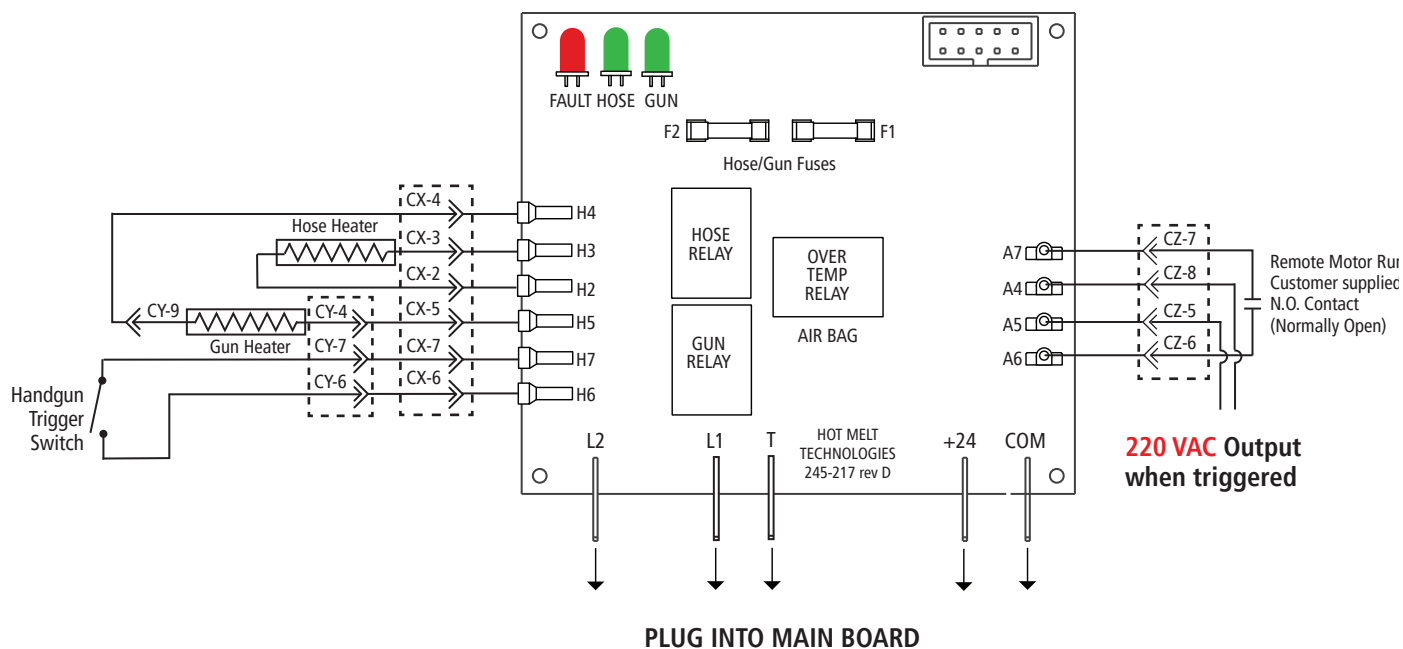 FAULT HOSE GUN
F2
F1
Hose/Gun Fuses
CX-4
H4
Hose Heater
CX-3
H3
CX-2
H2
CY-9
CY-4
CX-5
H5
Gun Heater
CY-7
CX-7
H7
CY-6
CX-6
H6
Handgun
Trigger
Switch
HOSE
RELAY
GUN
RELAY
OVER
TEMP
RELAY
AIR BAG
A7
CZ-7
A4
CZ-8
A5
CZ-5
A6
CZ-6
Remote Motor
Customer supplied
N.O. Contact
(Normally Open)
220 VAC Output
when triggered
L2
L1
T
HOT MELT
TECHNOLOGIES
245-217 rev D
+24
COM
PLUG INTO MAIN BOARD